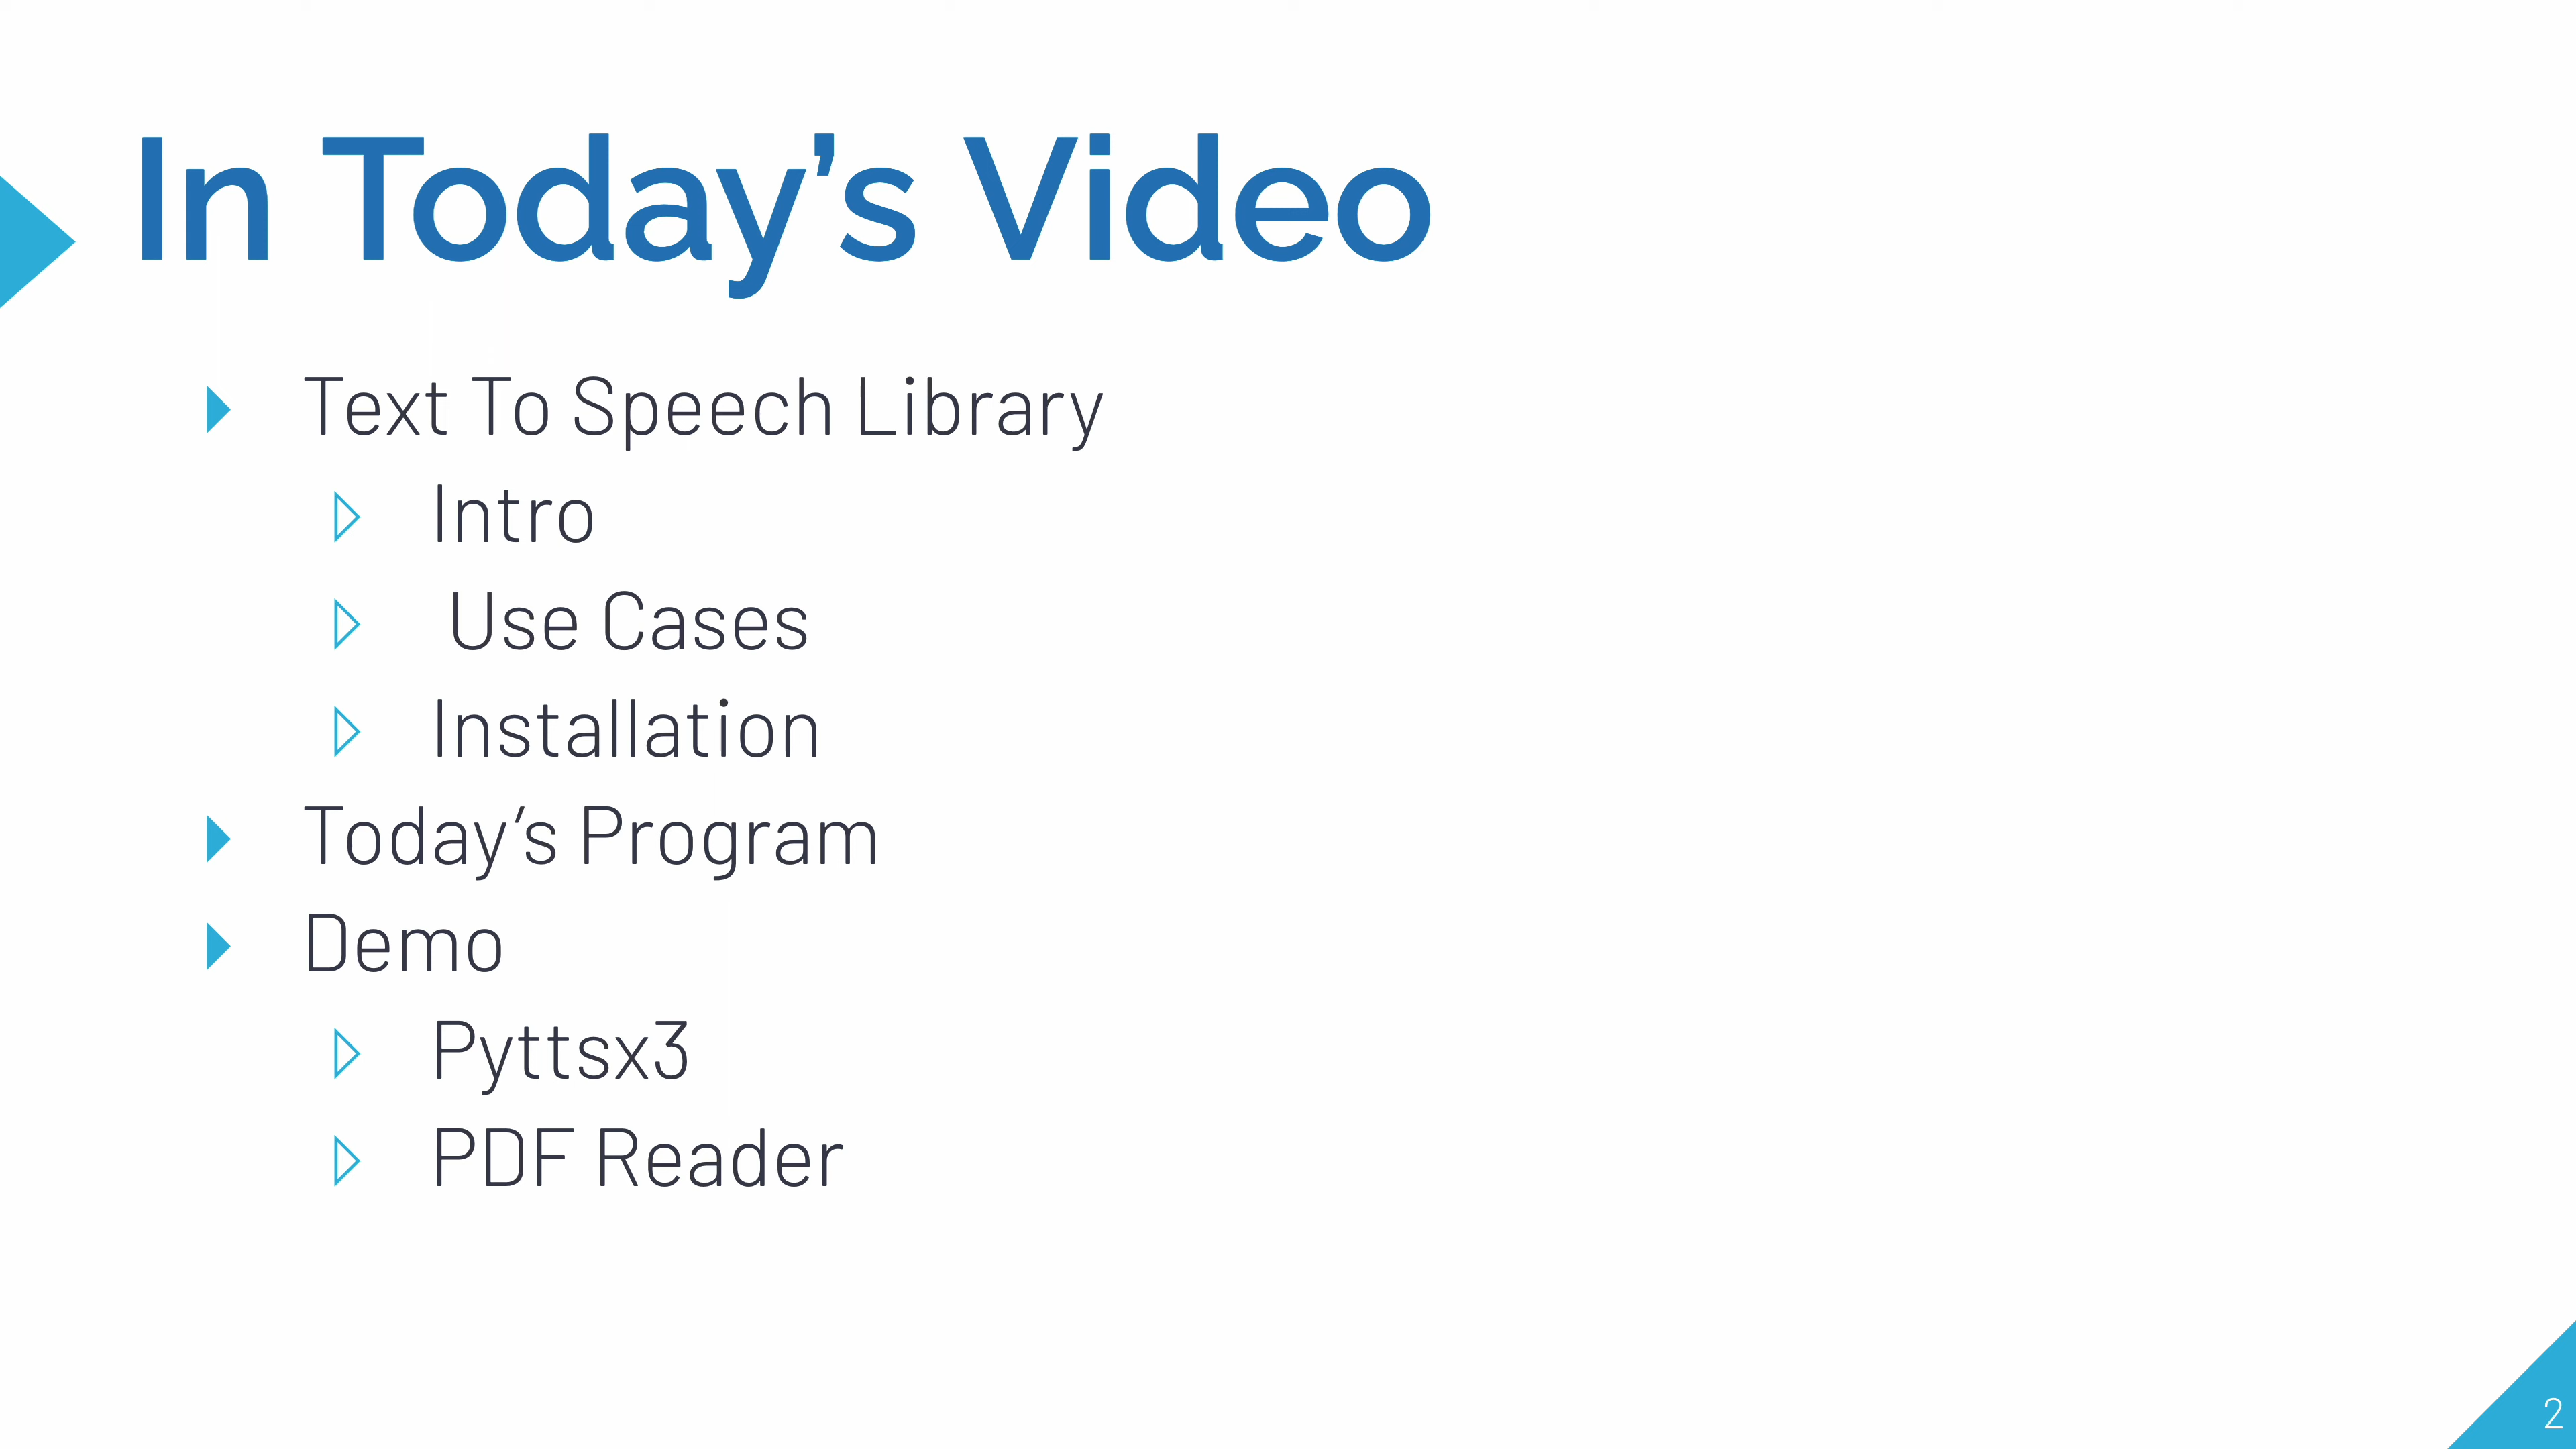 In Today’s Video
Text To Speech Library
Intro
Use Cases
Installation
Today’s Program
Demo
Pyttsx3
PDF Reader
2